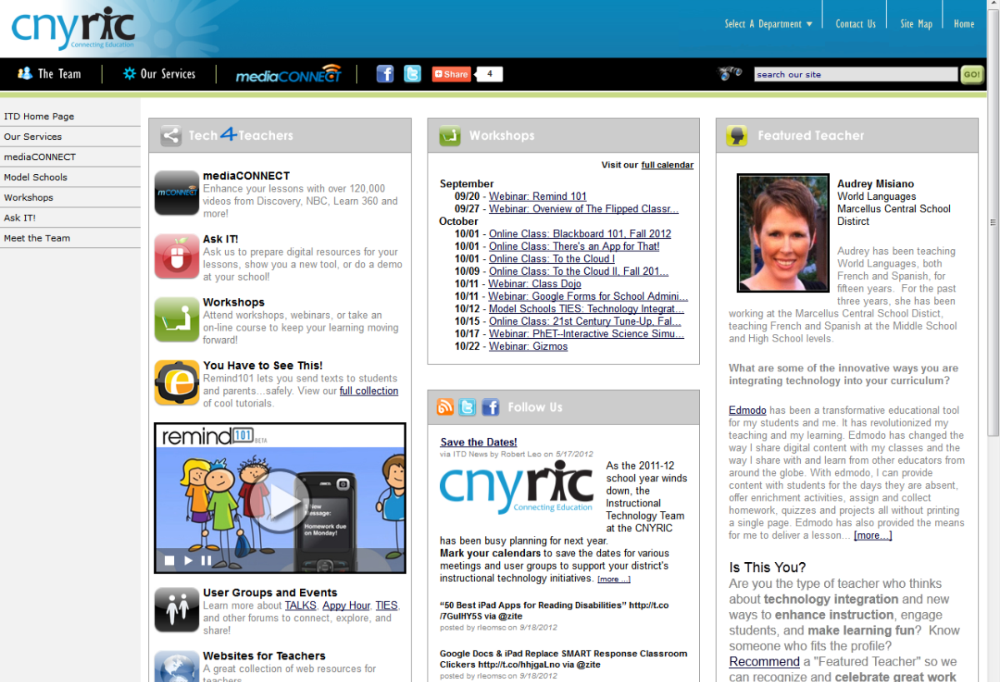 cnyric
Connecting Education
Select A Department
Contact Us
Site Map
Home
The Team
Our Services
mediaCONNECT
Share
4
search our site
GO!
ITD Home Page
Our Services
mediaCONNECT
Model Schools
Workshops
Ask IT!
Meet the Team
Tech 4 Teachers
mCONNECT
mediaCONNECT
Enhance your lessons with over 120,000
videos from Discovery, NBC, Learn 360 and
more!
Ask IT!
Ask us to prepare digital resources for your
lessons, show you a new tool, or do a demo
at your school!
Workshops
Attend workshops, webinars, or take an
on-line course to keep your learning moving
forward!
You Have to See This!
Remind101 lets you send texts to students
and parents...safely. View our full collection
of cool tutorials.
remind101 BETA
1 New
Message:
Homework due
on Monday!
User Groups and Events
Learn more about TALKS, Appy Hour, TIES,
and other forums to connect, explore, and
share!
Websites for Teachers
A great collection of web resources for
teachers
Workshops
Visit our full calendar
September
09/20 - Webinar: Remind 101
09/27 - Webinar: Overview of The Flipped Classr...
October
10/01 - Online Class: Blackboard 101, Fall 2012
10/01 - Online Class: There's an App for That!
10/01 - Online Class: To the Cloud I
10/09 - Online Class: To the Cloud II, Fall 201...
10/11 - Webinar: Class Dojo
10/11 - Webinar: Google Forms for School Admini...
10/12 - Model Schools TIES: Technology Integrat...
10/15 - Online Class: 21st Century Tune-Up, Fal...
10/17 - Webinar: PhET--Interactive Science Simu...
10/22 - Webinar: Gizmos
Follow Us
Save the Dates!
via ITD News by Robert Leo on 5/17/2012
cnyric
Connecting Education
As the 2011-12
school year winds
down, the
Instructional
Technology Team
at the CNYRIC
has been busy planning for next year.
Mark your calendars to save the dates for various
meetings and user groups to support your district's
instructional technology initiatives. [more ...]
“50 Best iPad Apps for Reading Disabilities” http://t.co
/7GulHY5S via @zite
posted by rleomsc on 9/18/2012
Google Docs & iPad Replace SMART Response Classroom
Clickers http://t.co/hhjgaLno via @zite
posted by rleomsc on 9/18/2012
Featured Teacher
Audrey Misiano
World Languages
Marcellus Central School
Distirct
Audrey has been teaching
World Languages, both
French and Spanish, for
fifteen years. For the past
three years, she has been
working at the Marcellus Central School Distict,
teaching French and Spanish at the Middle School
and High School levels.
What are some of the innovative ways you are
integrating technology into your curriculum?
Edmodo has been a transformative educational tool
for my students and me. It has revolutionized my
teaching and my learning. Edmodo has changed the
way I share digital content with my classes and the
way I share with and learn from other educators from
around the globe. With edmodo, I can provide
content with students for the days they are absent,
offer enrichment activities, assign and collect
homework, quizzes and projects all without printing
a single page. Edmodo has also provided the means
for me to deliver a lesson... [more...]
Is This You?
Are you the type of teacher who thinks
about technology integration and new
ways to enhance instruction, engage
students, and make learning fun? Know
someone who fits the profile?
Recommend a "Featured Teacher" so we
can recognize and celebrate great work